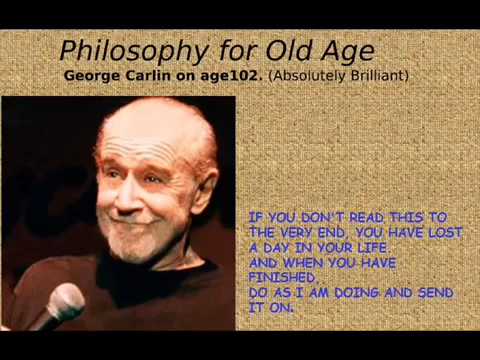 Philosophy for Old Age
George Carlin on age102. (Absolutely Brilliant)
IF YOU DON'T READ THIS TO
THE VERY END, YOU HAVE LOST
A DAY IN YOUR LIFE.
AND WHEN YOU HAVE
FINISHED,
DO AS I AM DOING AND SEND
IT ON.